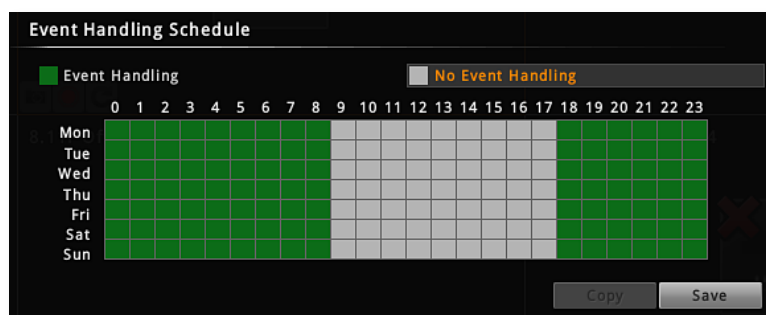 Event Handling Schedule
Event Handling
No Event Handling
0 1 2 3 4 5 6 7 8 9 10 11 12 13 14 15 16 17 18 19 20 21 22 23
Mon
Tue
Wed
Thu
Fri
Sat
Sun
Copy Save